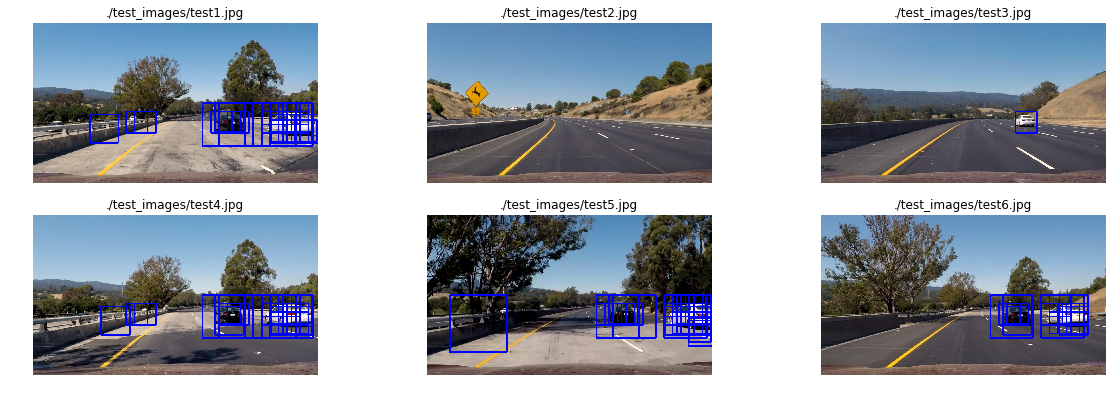 ./test_images/test1.jpg
./test_images/test2.jpg
./test_images/test3.jpg
./test_images/test4.jpg
./test_images/test5.jpg
./test_images/test6.jpg